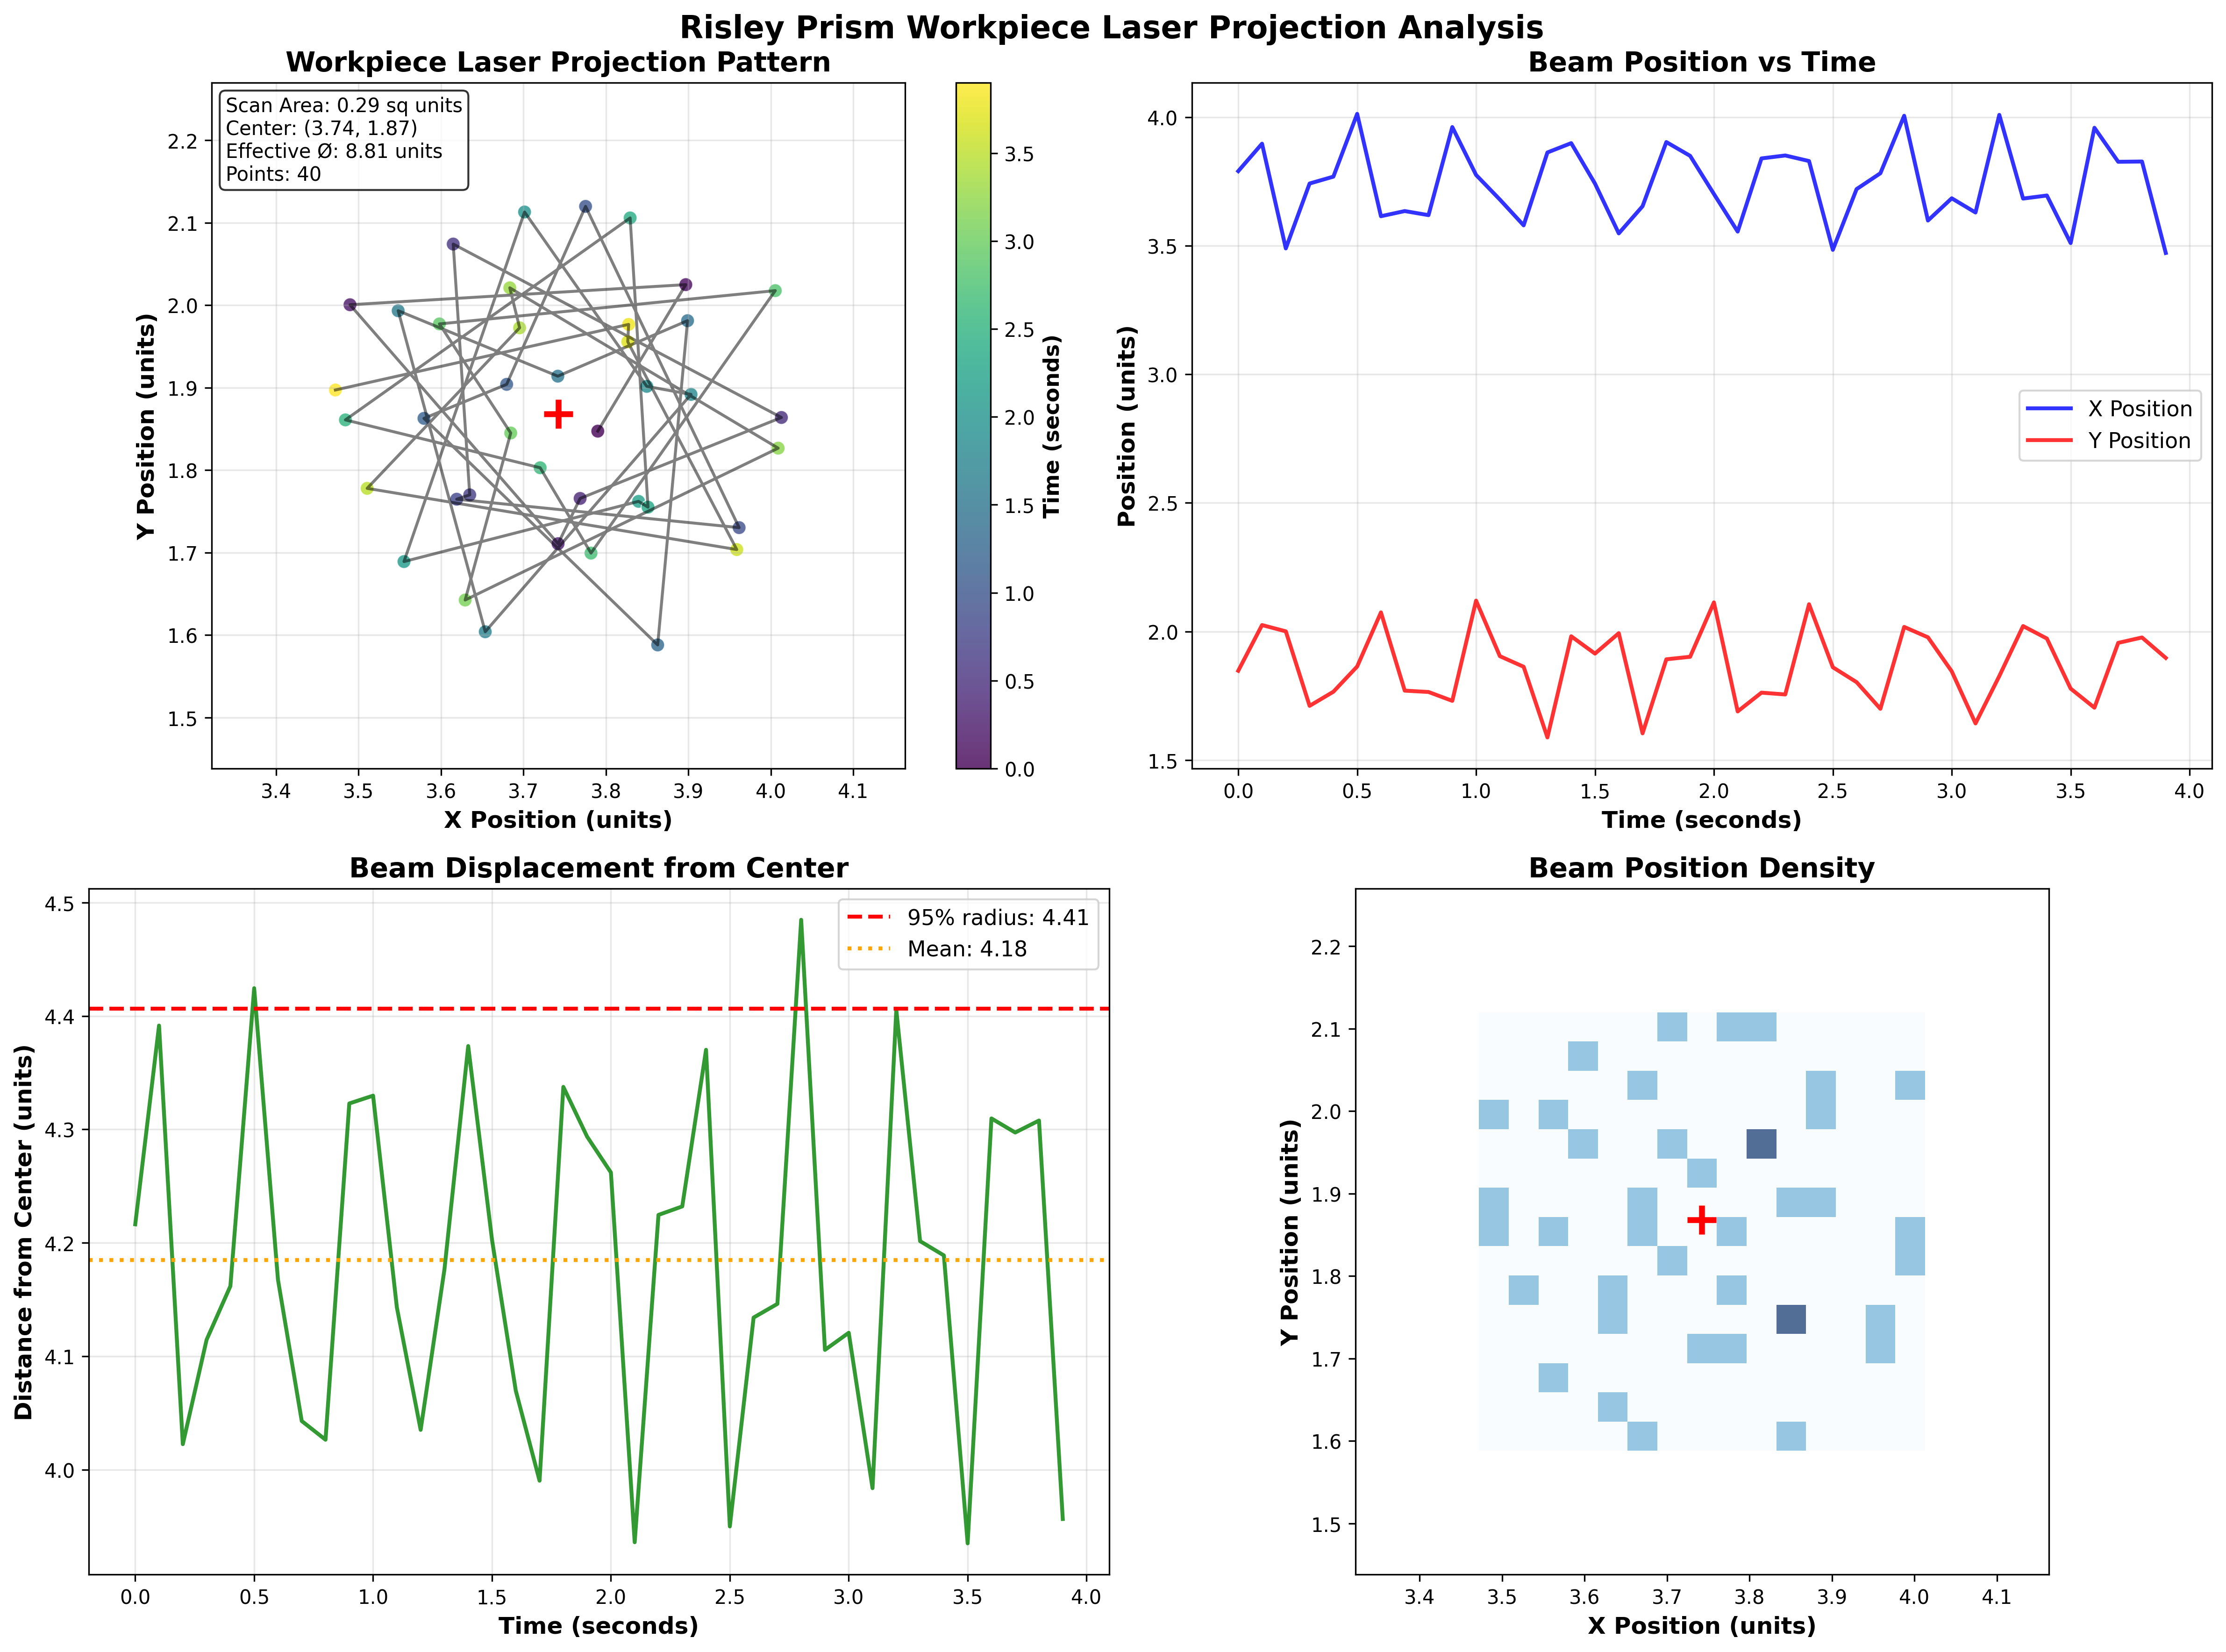 Risley Prism Workpiece Laser Projection Analysis
Workpiece Laser Projection Pattern
Scan Area: 0.29 sq units
Center: (3.74, 1.87)
Effective Ø: 8.81 units
Points: 40
Y Position (units)
2.2
2.1
2.0
1.9
1.8
1.7
1.6
1.5
3.4 3.5 3.6 3.7 3.8 3.9 4.0 4.1
X Position (units)
3.5
3.0
2.5
2.0
1.5
1.0
0.5
0.0
Time (seconds)
Beam Position vs Time
Position (units)
4.0
3.5
3.0
2.5
2.0
1.5
X Position
Y Position
0.0 0.5 1.0 1.5 2.0 2.5 3.0 3.5 4.0
Time (seconds)
Beam Displacement from Center
Distance from Center (units)
4.5
4.4
4.3
4.2
4.1
4.0
95% radius: 4.41
Mean: 4.18
0.0 0.5 1.0 1.5 2.0 2.5 3.0 3.5 4.0
Time (seconds)
Beam Position Density
Y Position (units)
2.2
2.1
2.0
1.9
1.8
1.7
1.6
1.5
3.4 3.5 3.6 3.7 3.8 3.9 4.0 4.1
X Position (units)